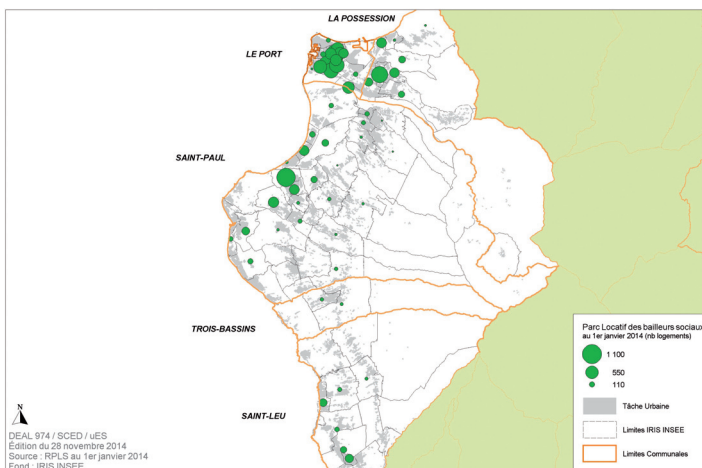 LA POSSESSION
LE PORT
SAINT-PAUL
TROIS-BASSINS
SAINT-LEU
Parc Locatif des bailleurs sociaux
au 1er janvier 2014 (nb logements)
1 100
550
110
Tâche Urbaine
Limites IRIS INSEE
Limites Communales
N
DEAL 974 / SCED / uES
Édition du 28 novembre 2014
Source : RPLS au 1er janvier 2014
Fond : IRIS INSEE